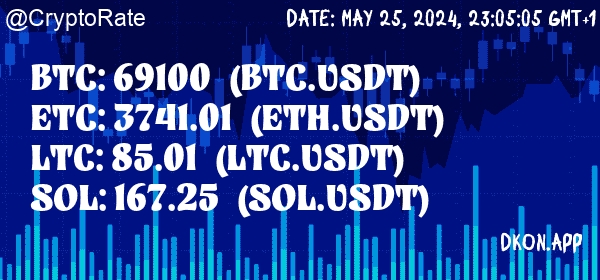 @CryptoRate
DATE: MAY 25, 2024, 23:05:05 GMT+1
BTC: 69100 (BTC.USDT)
ETC: 3741.01 (ETH.USDT)
LTC: 85.01 (LTC.USDT)
SOL: 167.25 (SOL.USDT)
DKON.APP